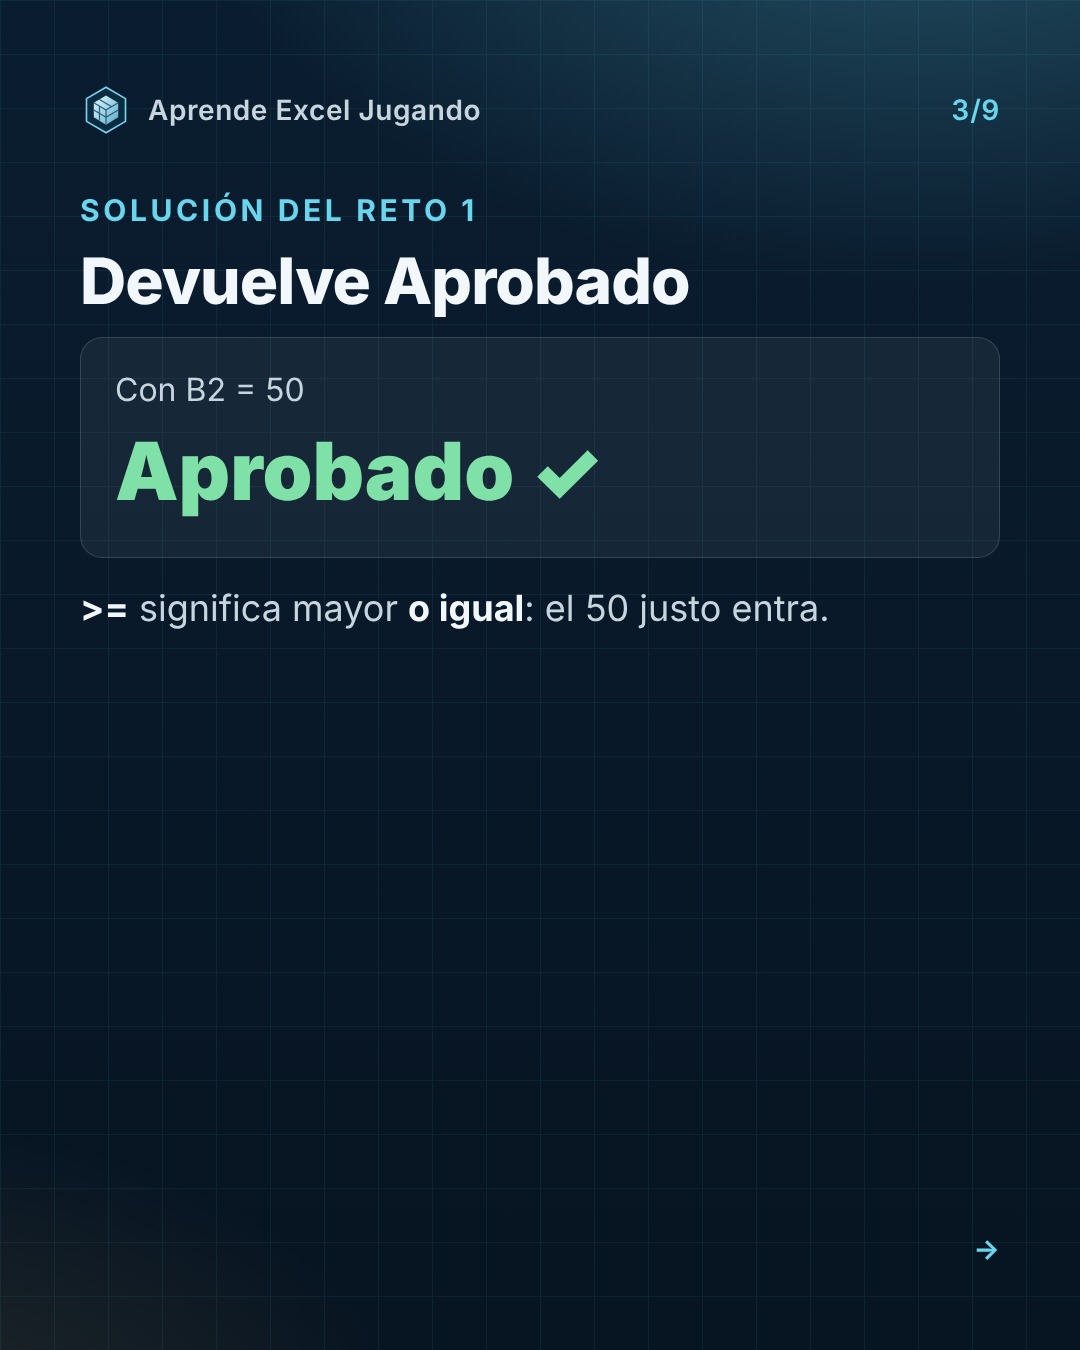 Aprende Excel Jugando
3/9
SOLUCIÓN DEL RETO 1
Devuelve Aprobado
Con B2 = 50
Aprobado ✓
>= significa mayor o igual: el 50 justo entra.
→